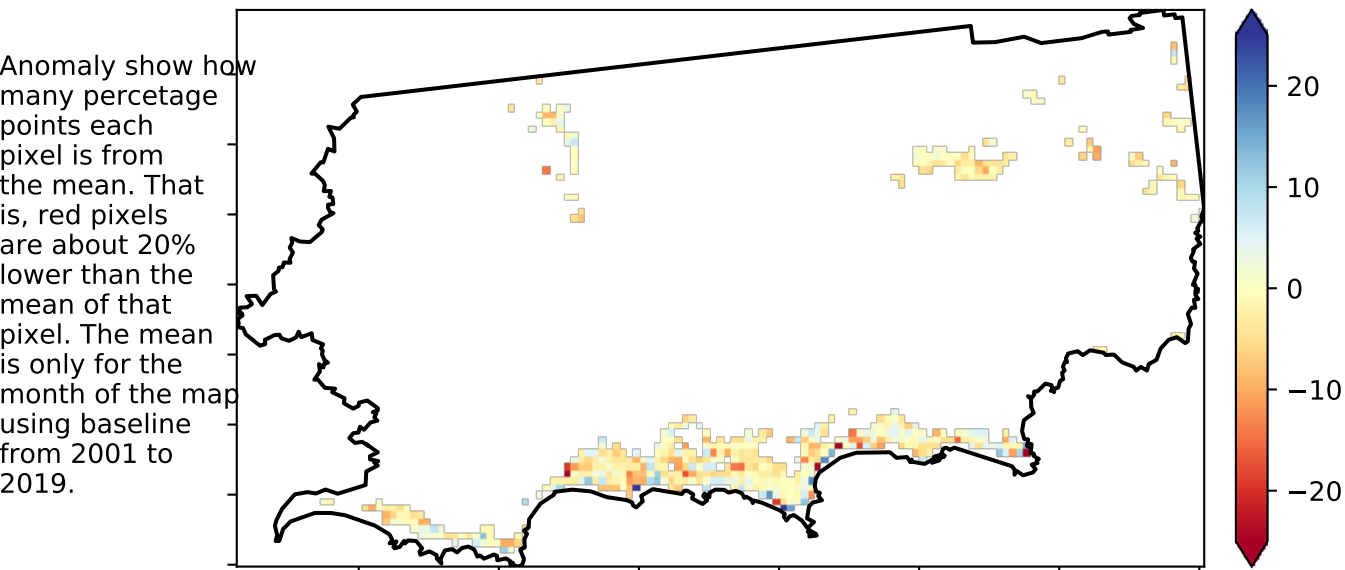 Anomaly show how
many percetage
points each
pixel is from
the mean. That
is, red pixels
are about 20%
lower than the
mean of that
pixel. The mean
is only for the
month of the map
using baseline
from 2001 to
2019.
20
10
0
−10
−20